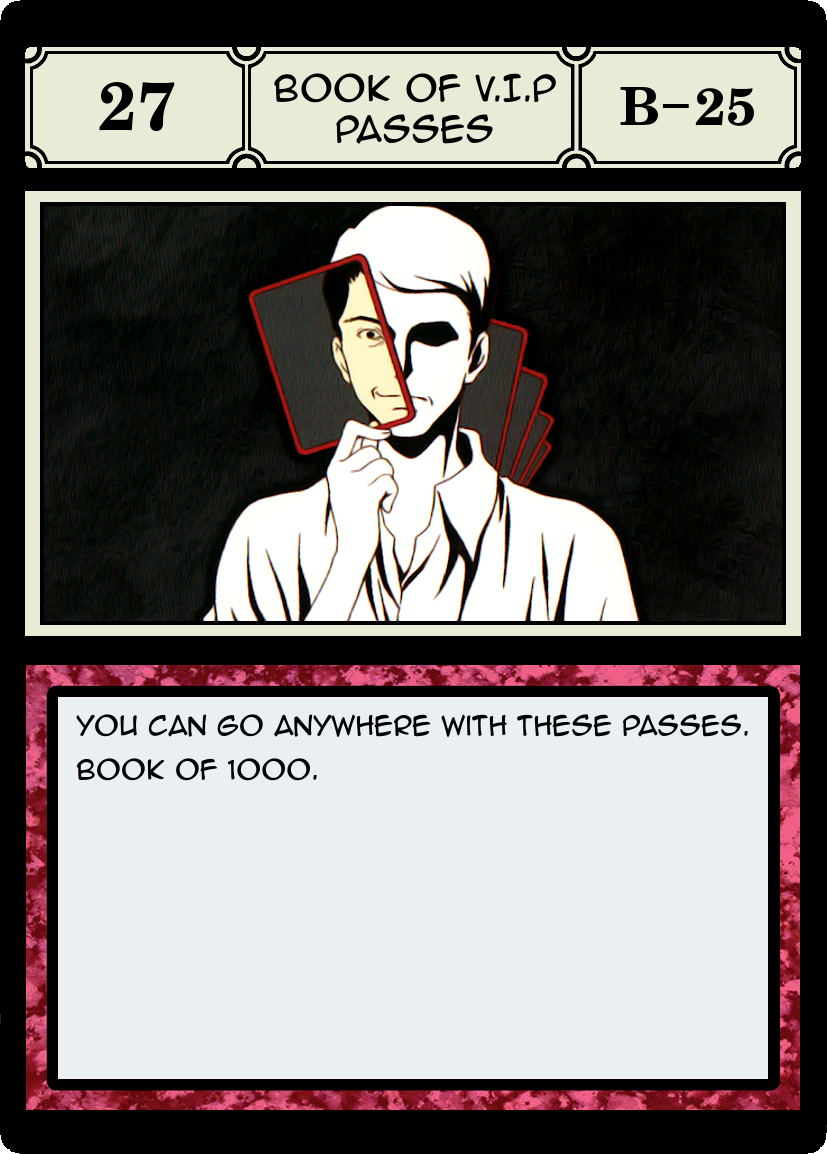 27
BOOK OF V.I.P
PASSES
B-25
YOU CAN GO ANYWHERE WITH THESE PASSES.
BOOK OF 1000.